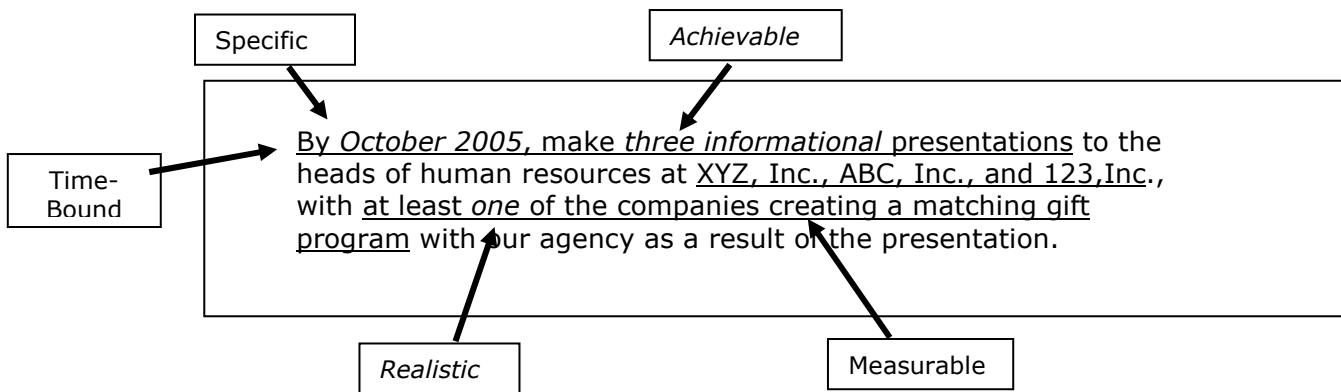 Specific
Achievable
By October 2005, make three informational presentations to the
Time-
Bound
heads of human resources at XYZ, Inc., ABC, Inc., and 123,Inc.,
with at least one of the companies creating a matching gift
program with our agency as a result of the presentation.
Realistic
Measurable